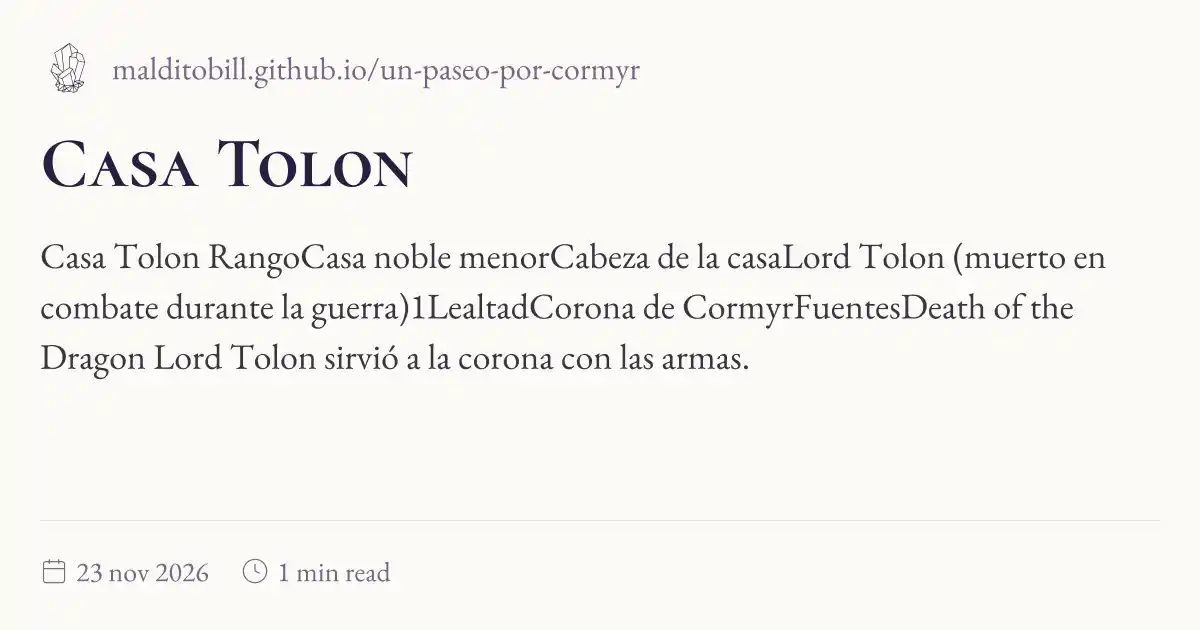 malditobill.github.io/un-paseo-por-cormyr
Casa Tolon
Casa Tolon RangoCasa noble menorCabeza de la casaLord Tolon (muerto en
combate durante la guerra)1LealtadCorona de CormyrFuentesDeath of the
Dragon Lord Tolon sirvió a la corona con las armas.
23 nov 2026 1 min read